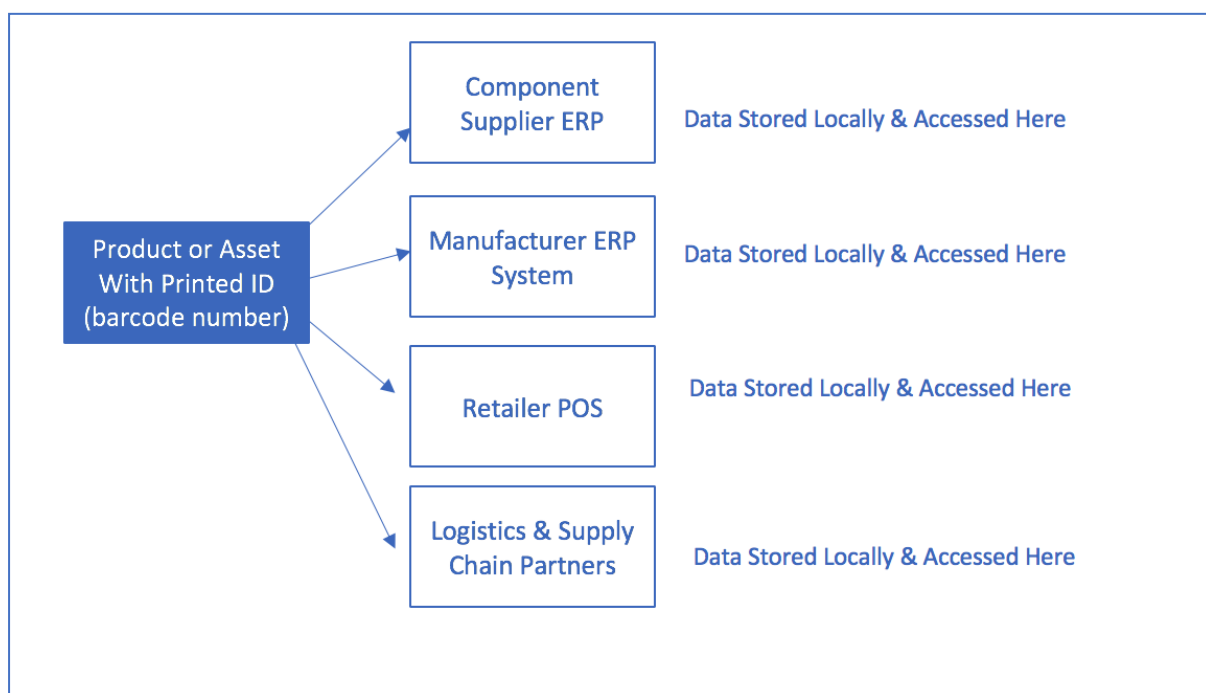 Component
Supplier ERP
Data Stored Locally & Accessed Here
Product or Asset
With Printed ID
(barcode number)
Manufacturer ERP
System
Data Stored Locally & Accessed Here
Retailer POS
Data Stored Locally & Accessed Here
Logistics & Supply
Chain Partners
Data Stored Locally & Accessed Here